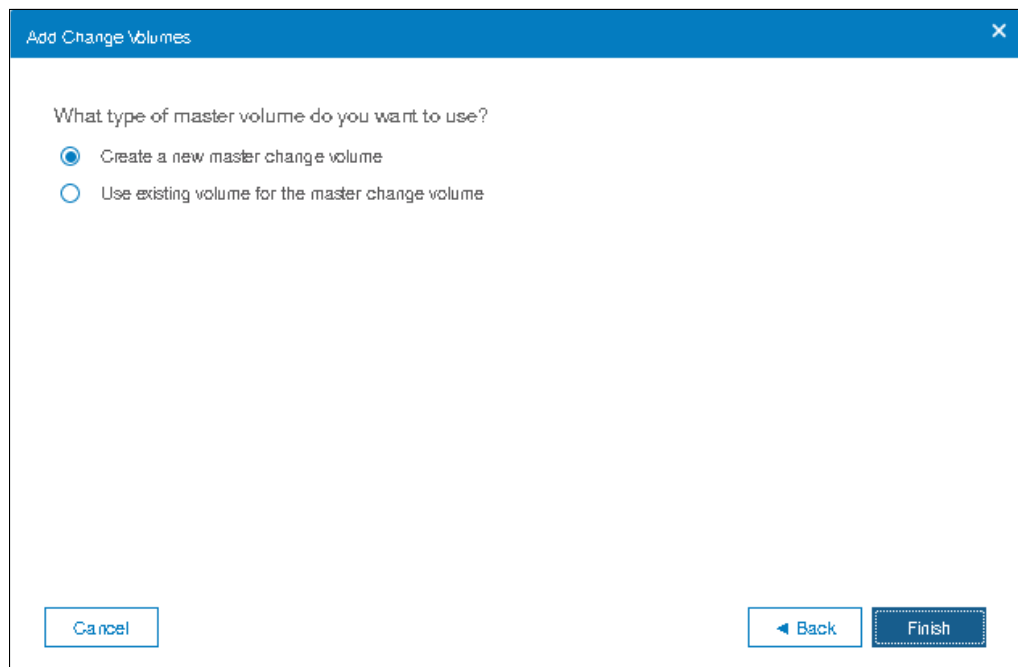 Add Change Volumes
What type of master volume do you want to use?
Create a new master change volume
Use existing volume for the master change volume
Cancel
Back
Finish